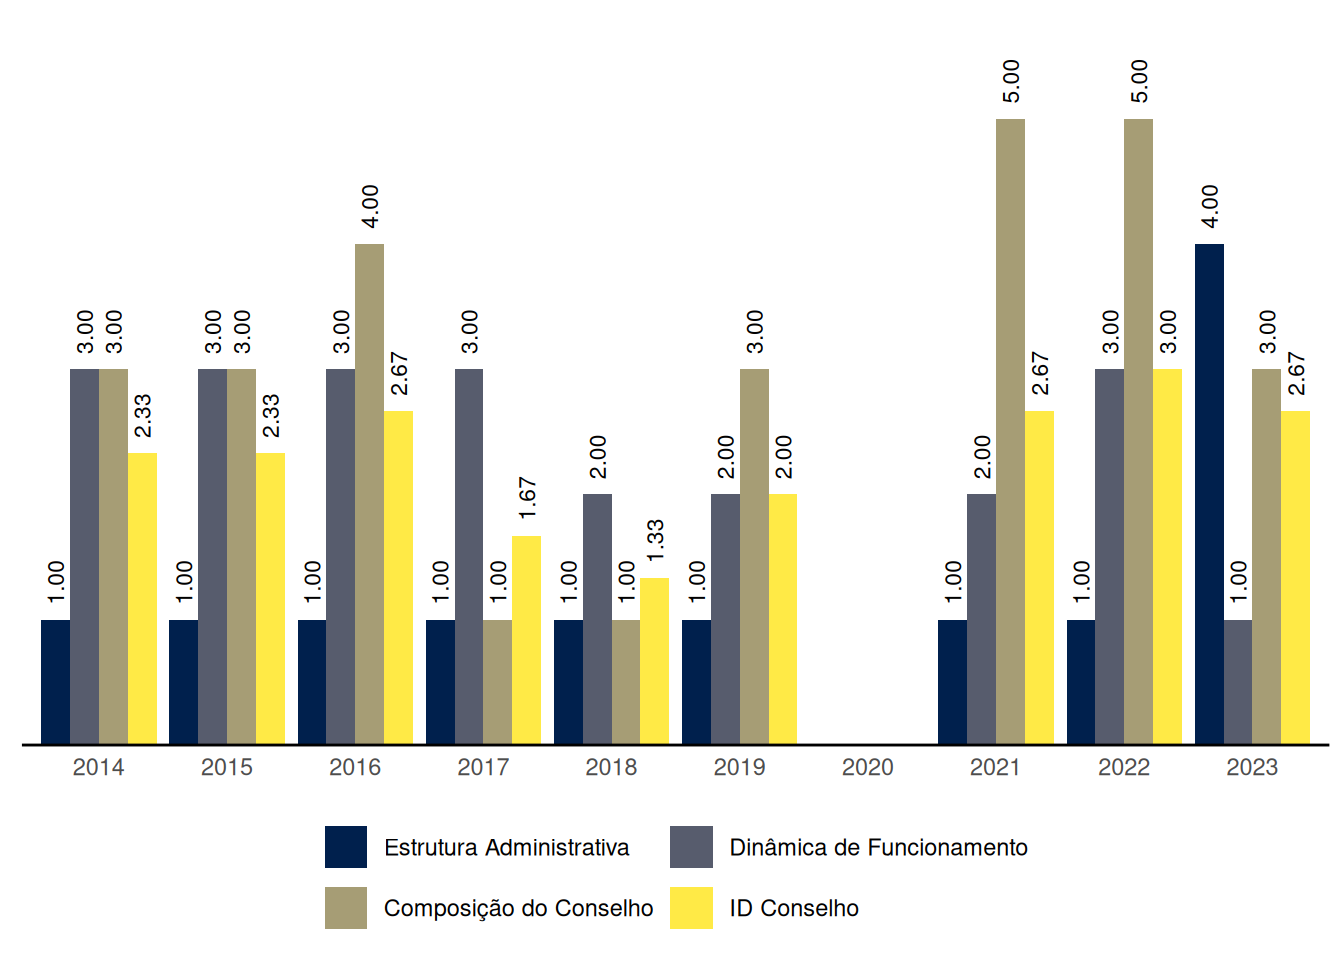 5.00 5.00
4.00 4.00
3.00 3.00 3.00 3.00 3.00 3.00 3.00 3.00 3.00 3.00
2.33 2.33 2.67 2.67 2.67
2.00 2.00 2.00 2.00
1.67 1.33
1.00 1.00 1.00 1.00 1.00 1.00 1.00 1.00 1.00 1.00 1.00
2014 2015 2016 2017 2018 2019 2020 2021 2022 2023
Estrutura Administrativa Dinâmica de Funcionamento
Composição do Conselho ID Conselho